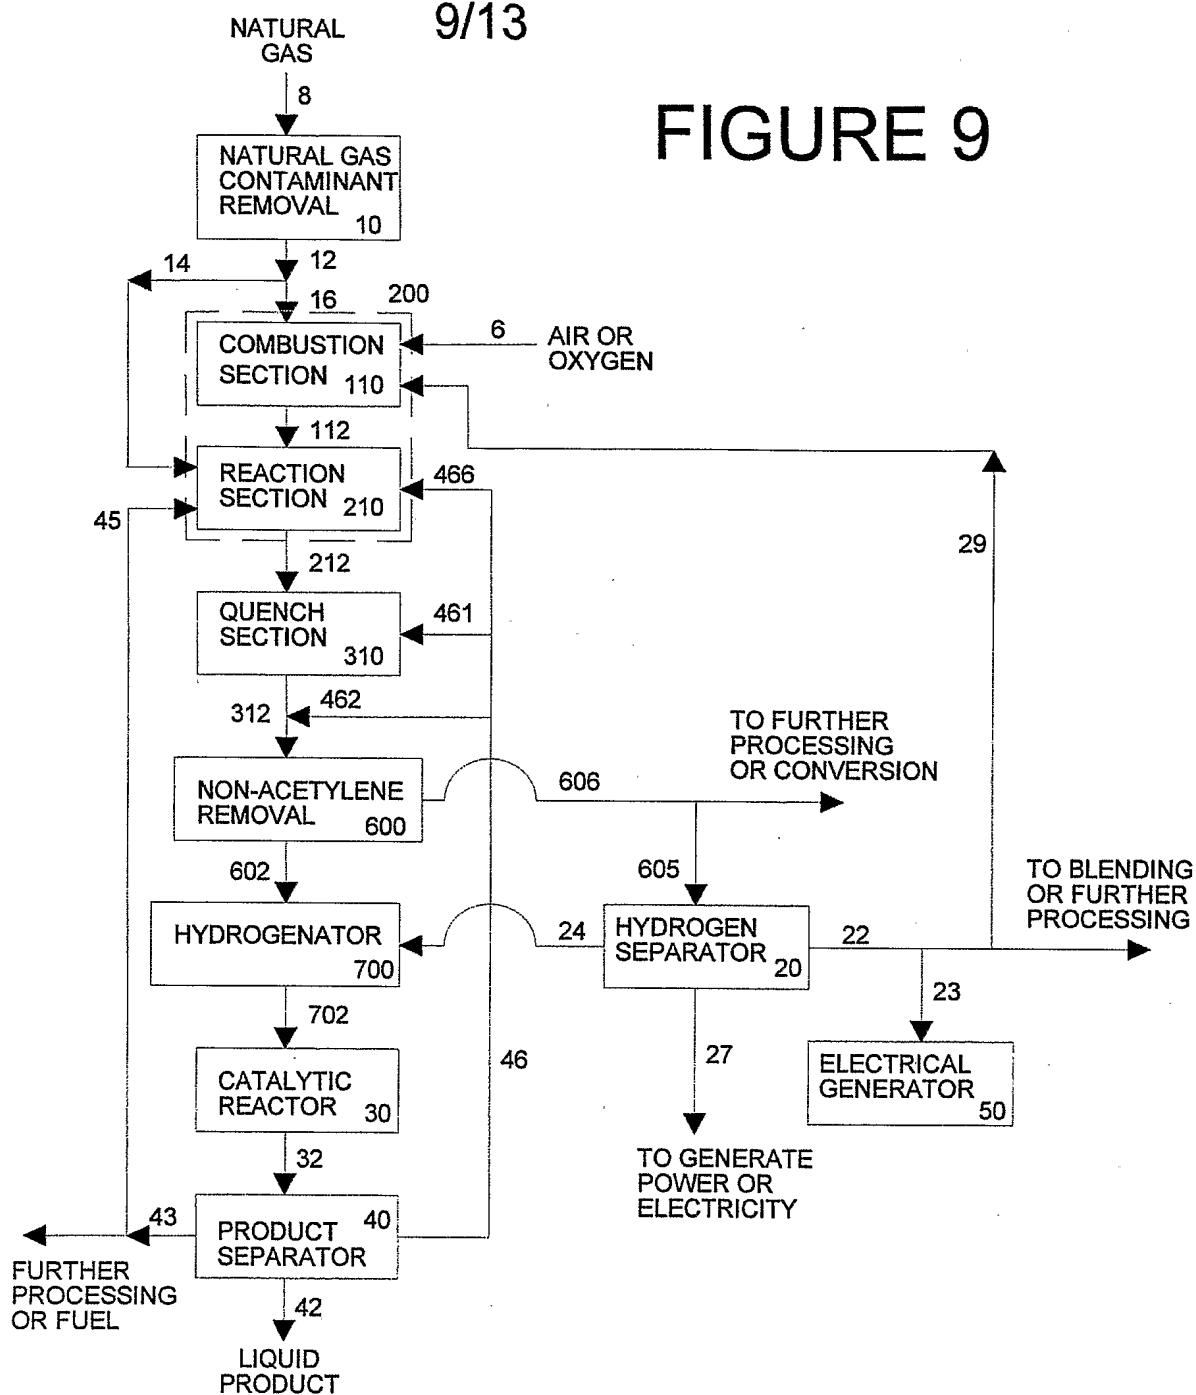 9/13
FIGURE 9
NATURAL
GAS
8
NATURAL GAS
CONTAMINANT
REMOVAL
10
12
14
16
200
COMBUSTION
SECTION
110
6
AIR OR
OXYGEN
112
REACTION
SECTION
210
466
45
29
212
QUENCH
SECTION
310
461
312
462
NON-ACETYLENE
REMOVAL
600
606
TO FURTHER
PROCESSING
OR CONVERSION
602
605
HYDROGENATOR
700
24
HYDROGEN
SEPARATOR
20
22
TO BLENDING
OR FURTHER
PROCESSING
23
702
46
27
ELECTRICAL
GENERATOR
50
CATALYTIC
REACTOR
30
32
TO GENERATE
POWER OR
ELECTRICITY
43
PRODUCT
SEPARATOR
40
FURTHER
PROCESSING
OR FUEL
42
LIQUID
PRODUCT